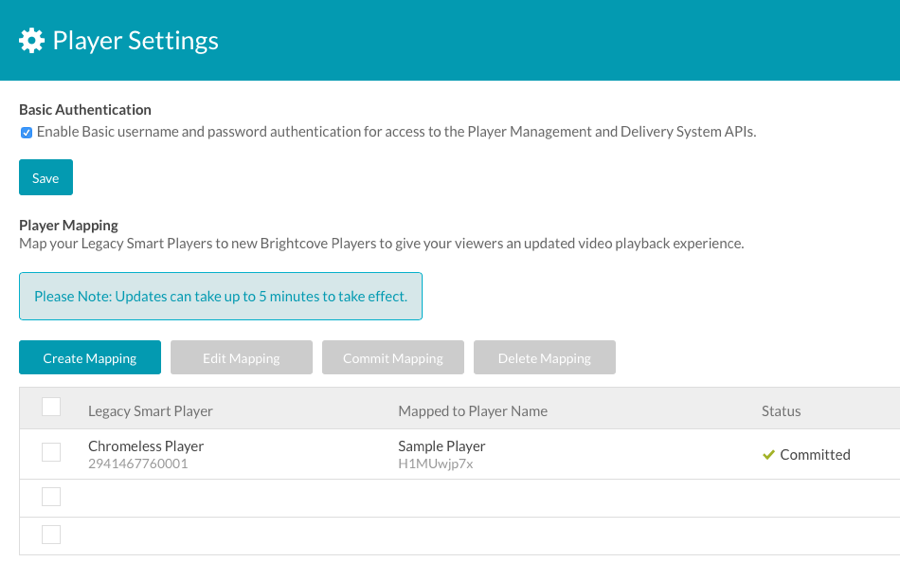 Player Settings
Basic Authentication
Enable Basic username and password authentication for access to the Player Management and Delivery System APIs.
Save
Player Mapping
Map your Legacy Smart Players to new Brightcove Players to give your viewers an updated video playback experience.
Please Note: Updates can take up to 5 minutes to take effect.
Create Mapping Edit Mapping Commit Mapping Delete Mapping
Legacy Smart Player Mapped to Player Name Status
Chromeless Player Sample Player Committed
2941467760001 H1MUwjp7x